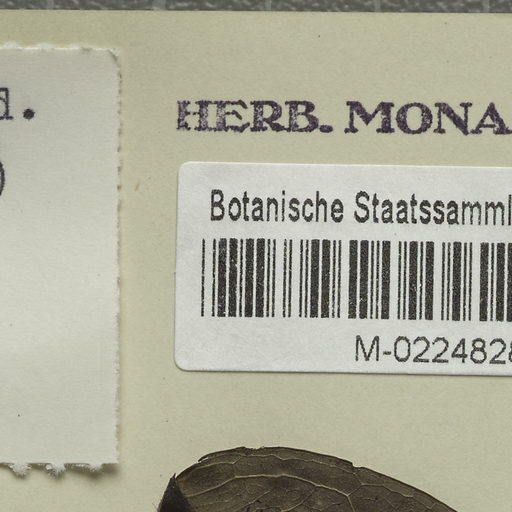 d.
)
HERB. MONA
Botanische Staatssamml
M-0224828